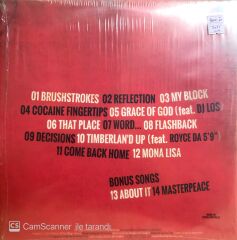 01 BRUSHSTROKES 02 REFLECTION 03 MY BLOCK
04 COCAINE FINGERTIPS 05 GRACE OF GOD (feat. DJ LOS)
06 THAT PLACE 07 WORD... 08 FLASHBACK
09 DECISIONS 10 TIMBERLAN'D UP (feat. ROYCE DA 5'9")
11 COME BACK HOME 12 MONA LISA
BONUS SONGS
13 ABOUT IT 14 MASTERPEACE
CS CamScanner ile tarandı